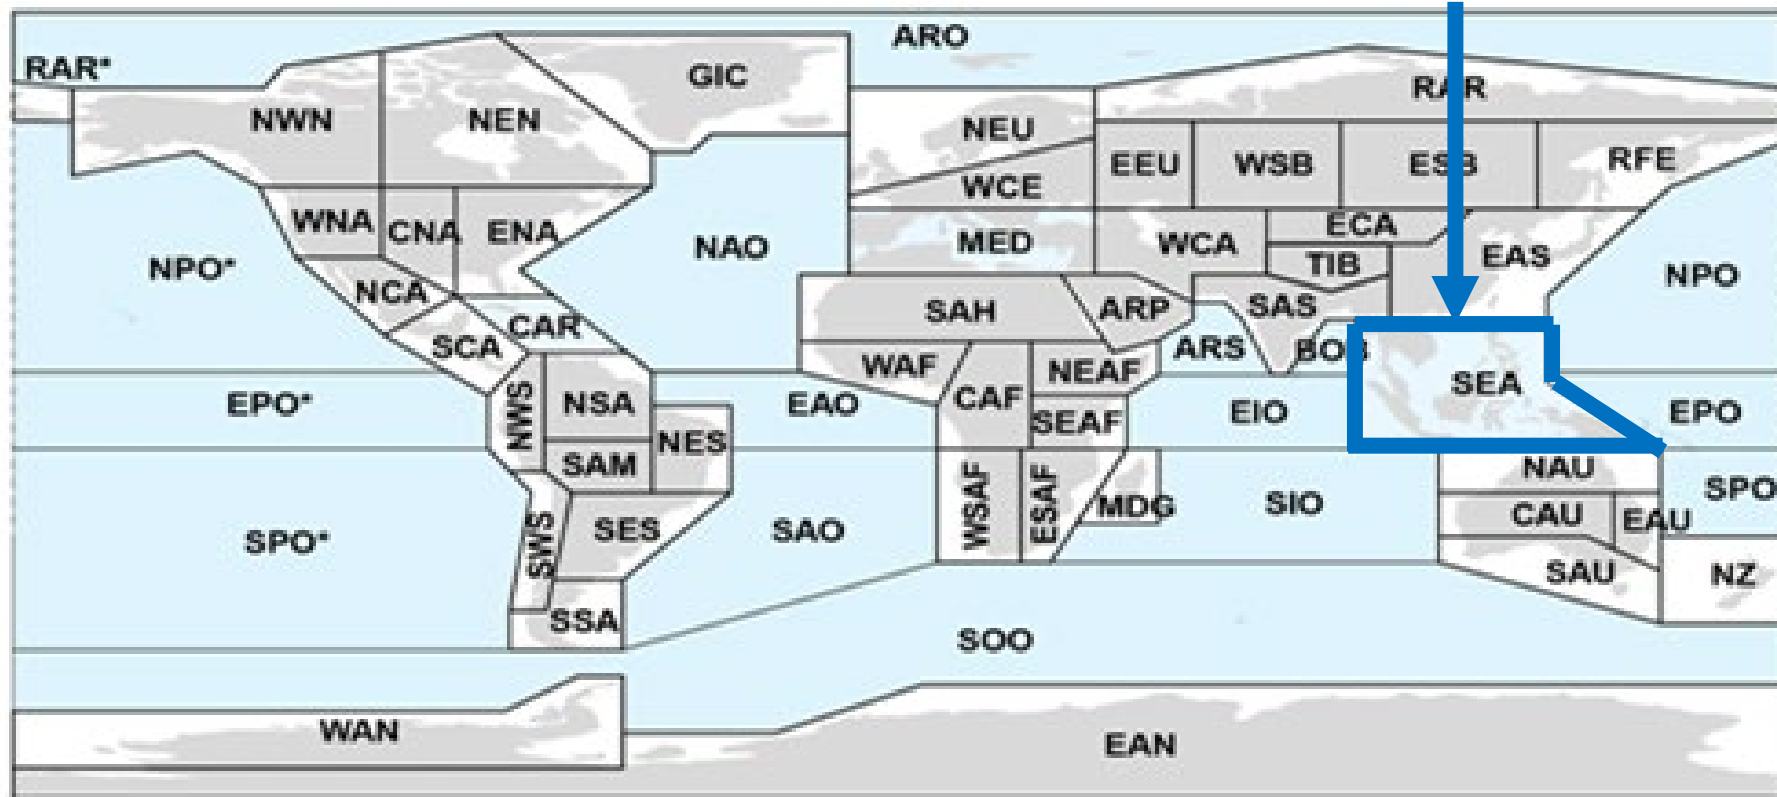 ARO
RAR*
GIC
RAR
NWN
NEN
NEU
EEU
WSB
ESB
RFE
WCE
WNA
CNA
ENA
NAO
MED
WCA
ECA
EAS
NPO*
TIB
NPO
NCA
SAH
ARP
SAS
CAR
SCA
WAF
NEAF
ARS
BOB
SEA
EPO*
NWS
NSA
EAO
CAF
SEAF
EIO
EPO
NES
SAM
NAU
SPO*
SWS
SES
SAO
WSAF
ESAF
MDG
SIO
CAU
EAU
SPO
SAU
NZ
SSA
SOO
WAN
EAN